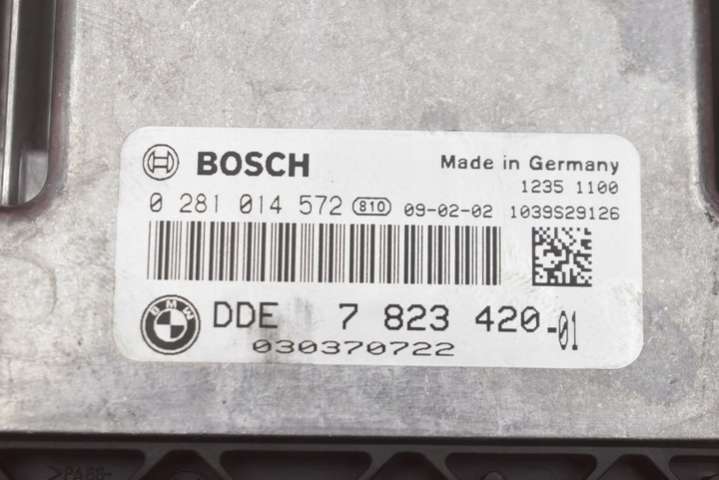 BOSCH Made in Germany
1235 1100
0 281 014 572 810 09-02-02 1039S29126
BMW DDE 7 823 420-01
030370722